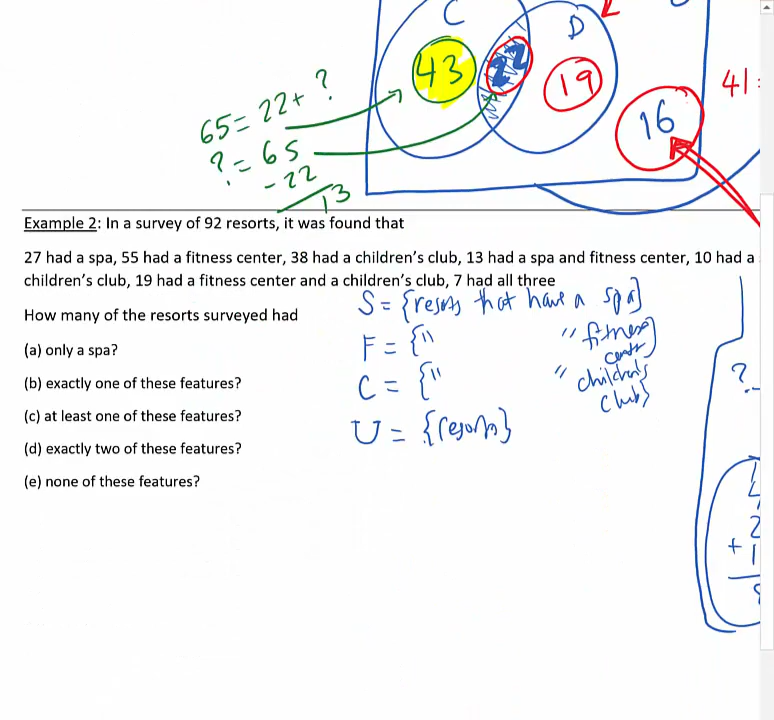 C
D
43
22
19
16
41
65 = 22 + ?
? = 65
- 22
13
Example 2: In a survey of 92 resorts, it was found that
27 had a spa, 55 had a fitness center, 38 had a children’s club, 13 had a spa and fitness center, 10 had a
children’s club, 19 had a fitness center and a children’s club, 7 had all three
How many of the resorts surveyed had
(a) only a spa?
(b) exactly one of these features?
(c) at least one of these features?
(d) exactly two of these features?
(e) none of these features?
S = {resorts that have a spa}
F = {" " fitness
center}
C = {" " children's
club}
U = {resorts}
?
2
+ 1